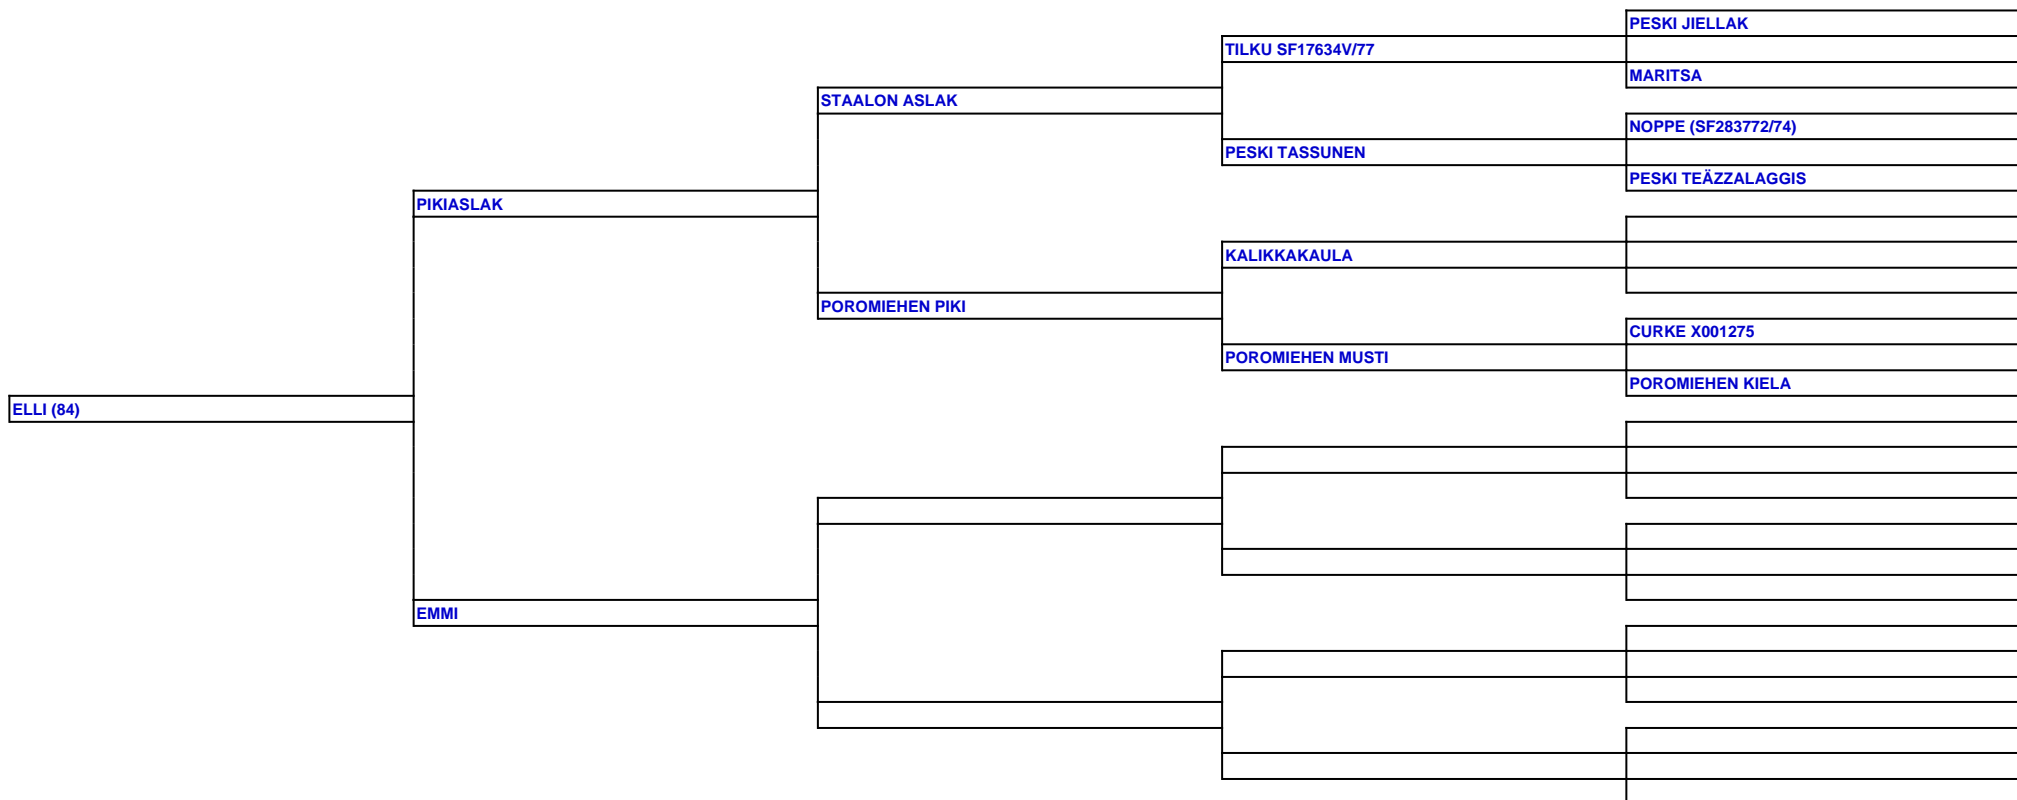 PESKI JIELLAK
TILKU SF17634V/77
MARITSA
STAALON ASLAK
NOPPE (SF283772/74)
PESKI TASSUNEN
PESKI TEÄZZALAGGIS
PIKIASLAK
KALIKKAKAULA
POROMIEHEN PIKI
CURKE X001275
POROMIEHEN MUSTI
POROMIEHEN KIELA
ELLI (84)
EMMI